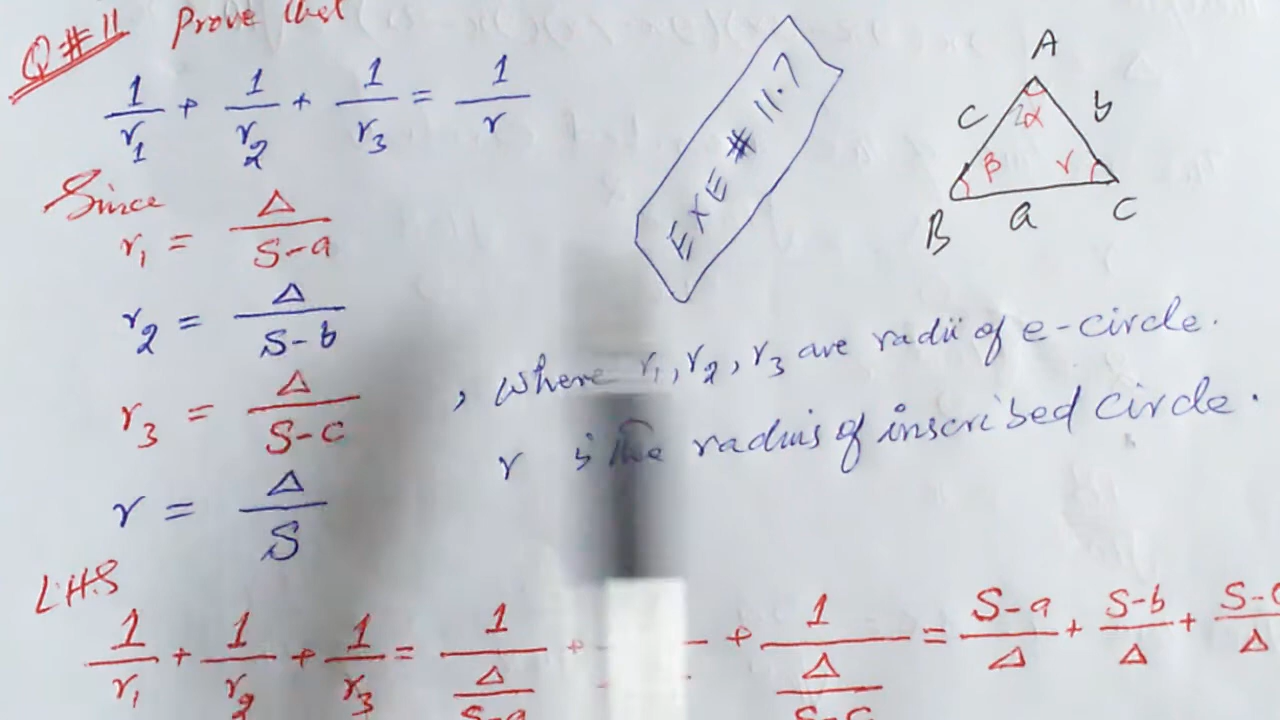 Q#11 Prove that
1/r₁ + 1/r₂ + 1/r₃ = 1/r
EXE # 11.7
A
c α b
β γ
B a C
Since
r₁ = Δ/(S-a)
r₂ = Δ/(S-b)
r₃ = Δ/(S-c)
, where r₁, r₂, r₃ are radii of e-circle.
r = Δ/S
r is the radius of inscribed circle.
L.H.S
1/r₁ + 1/r₂ + 1/r₃ = 1/(Δ/(S-a)) + + 1/(Δ/(S-c)) = (S-a)/Δ + (S-b)/Δ + (S-c)/Δ